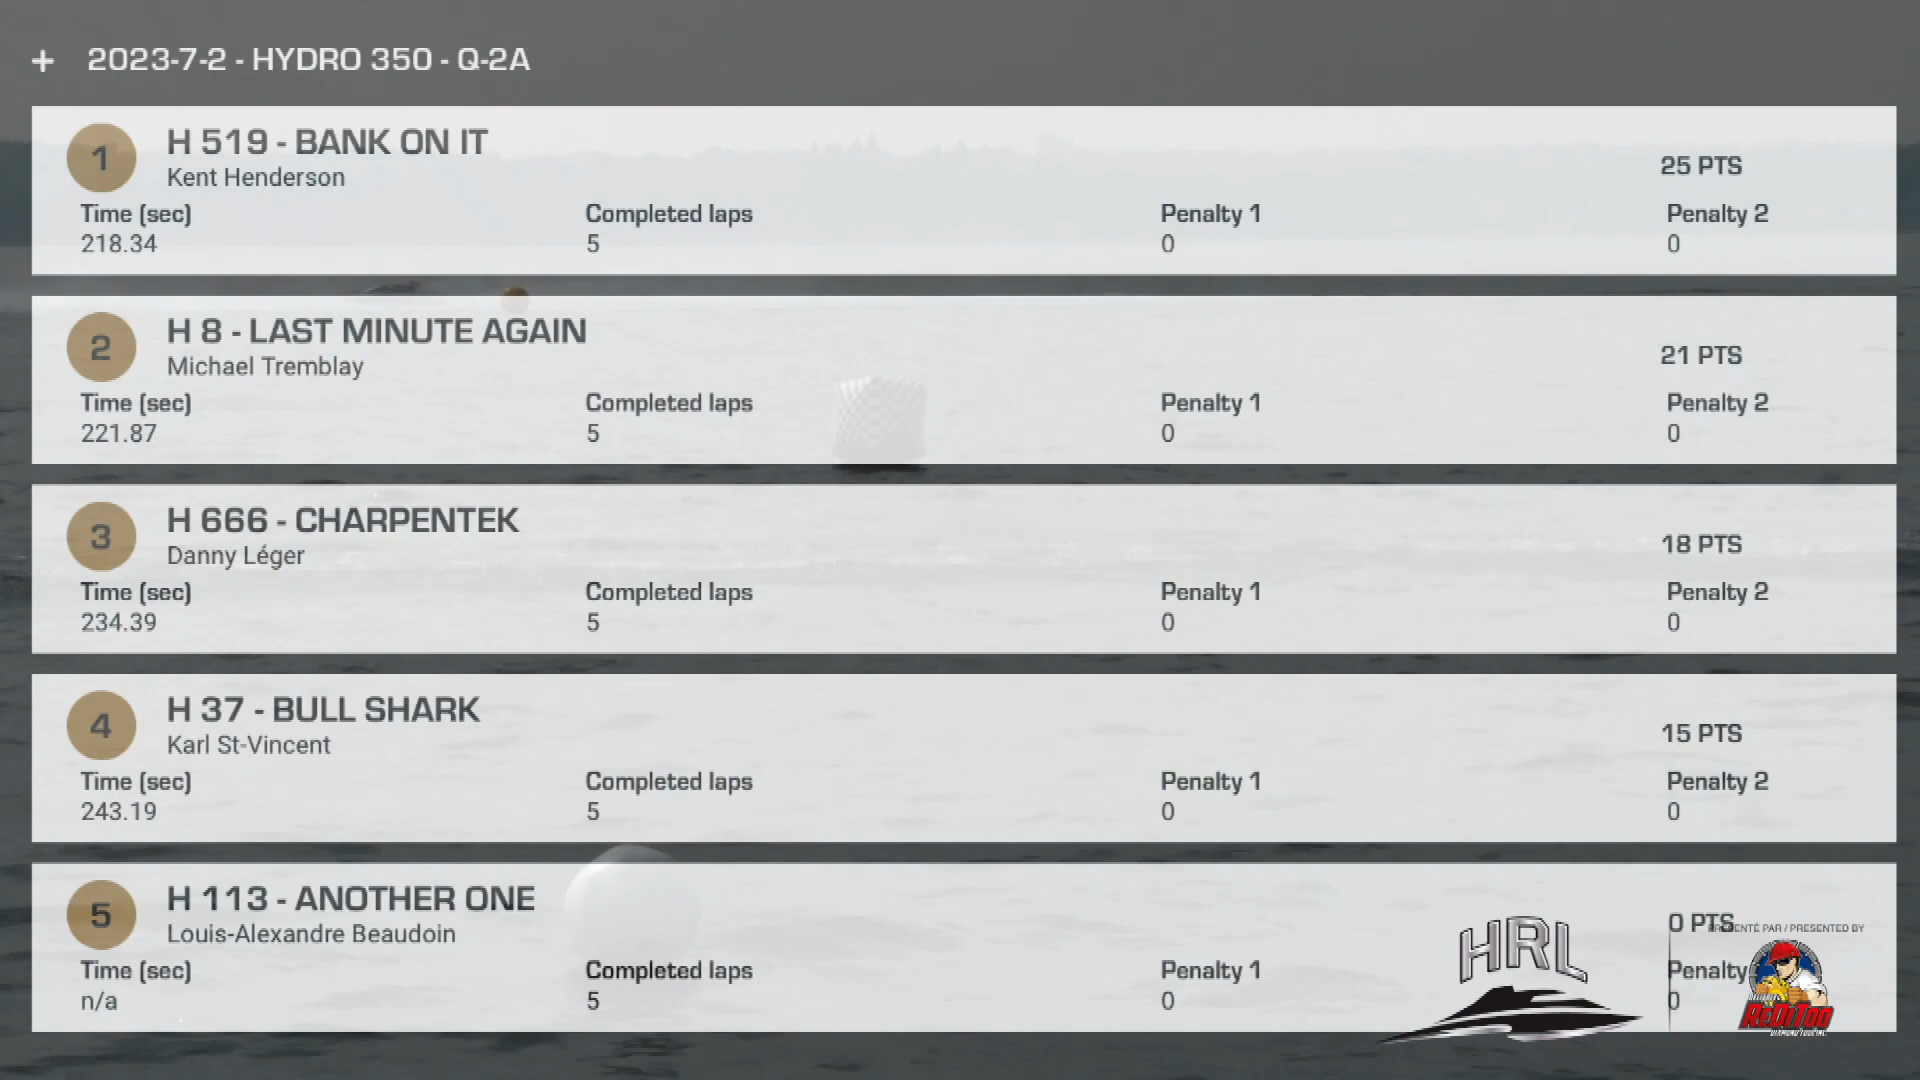 + 2023-7-2 - HYDRO 350 - Q-2A
1 H 519 - BANK ON IT
Kent Henderson
25 PTS
Time (sec) Completed laps Penalty 1 Penalty 2
218.34 5 0 0
2 H 8 - LAST MINUTE AGAIN
Michael Tremblay
21 PTS
Time (sec) Completed laps Penalty 1 Penalty 2
221.87 5 0 0
3 H 666 - CHARPENTEK
Danny Léger
18 PTS
Time (sec) Completed laps Penalty 1 Penalty 2
234.39 5 0 0
4 H 37 - BULL SHARK
Karl St-Vincent
15 PTS
Time (sec) Completed laps Penalty 1 Penalty 2
243.19 5 0 0
5 H 113 - ANOTHER ONE
Louis-Alexandre Beaudoin
0 PTS
PAR / PRESENTED BY
HRL
Time (sec) Completed laps Penalty 1 Penalty
n/a 5 0 0
ReDiTOO